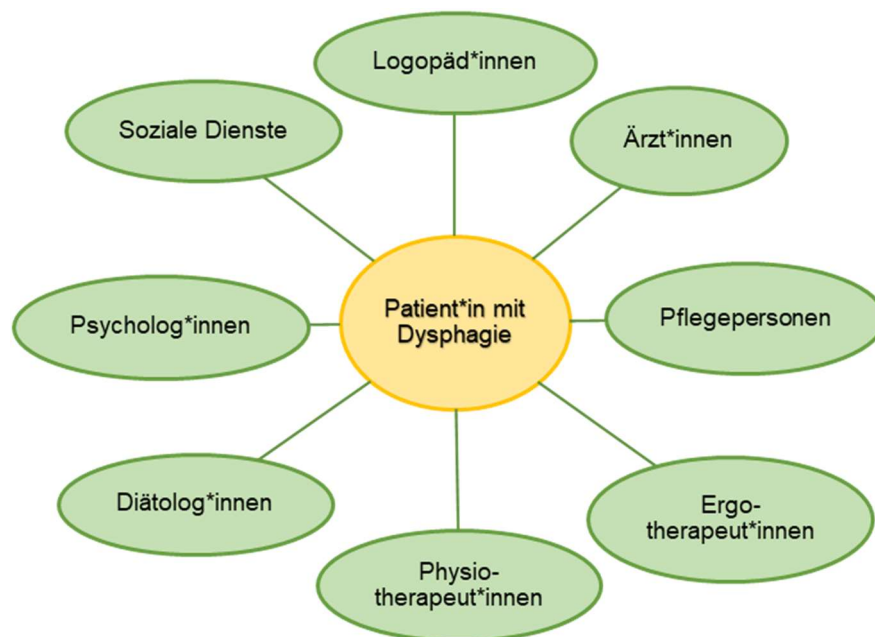 Logopäd*innen
Soziale Dienste
Ärzt*innen
Patient*in mit
Dysphagie
Psycholog*innen
Pflegepersonen
Diätolog*innen
Ergo-
therapeut*innen
Physio-
therapeut*innen